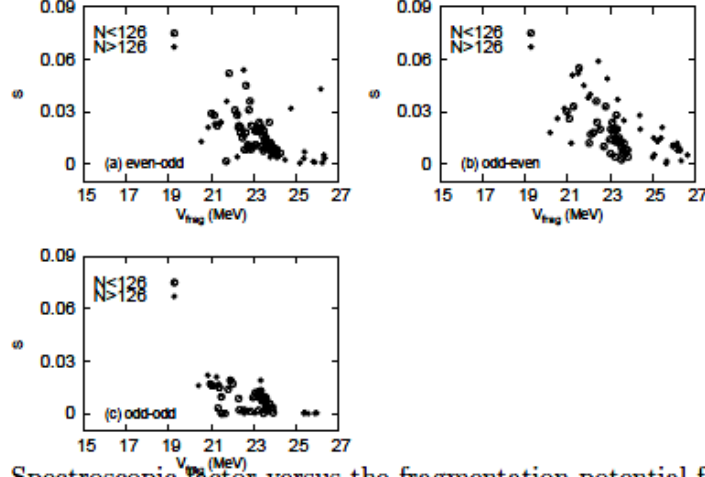 0.09
N<126
N>126
0.06
s
0.03
0
(a) even-odd
15 17 19 21 23 25 27
V_frag (MeV)
0.09
N<126
N>126
0.06
s
0.03
0
(b) odd-even
15 17 19 21 23 25 27
V_frag (MeV)
0.09
N<126
N>126
0.06
s
0.03
0
(c) odd-odd
15 17 19 21 23 25 27
V_frag (MeV)
Spectroscopic factor versus the fragmentation potential f